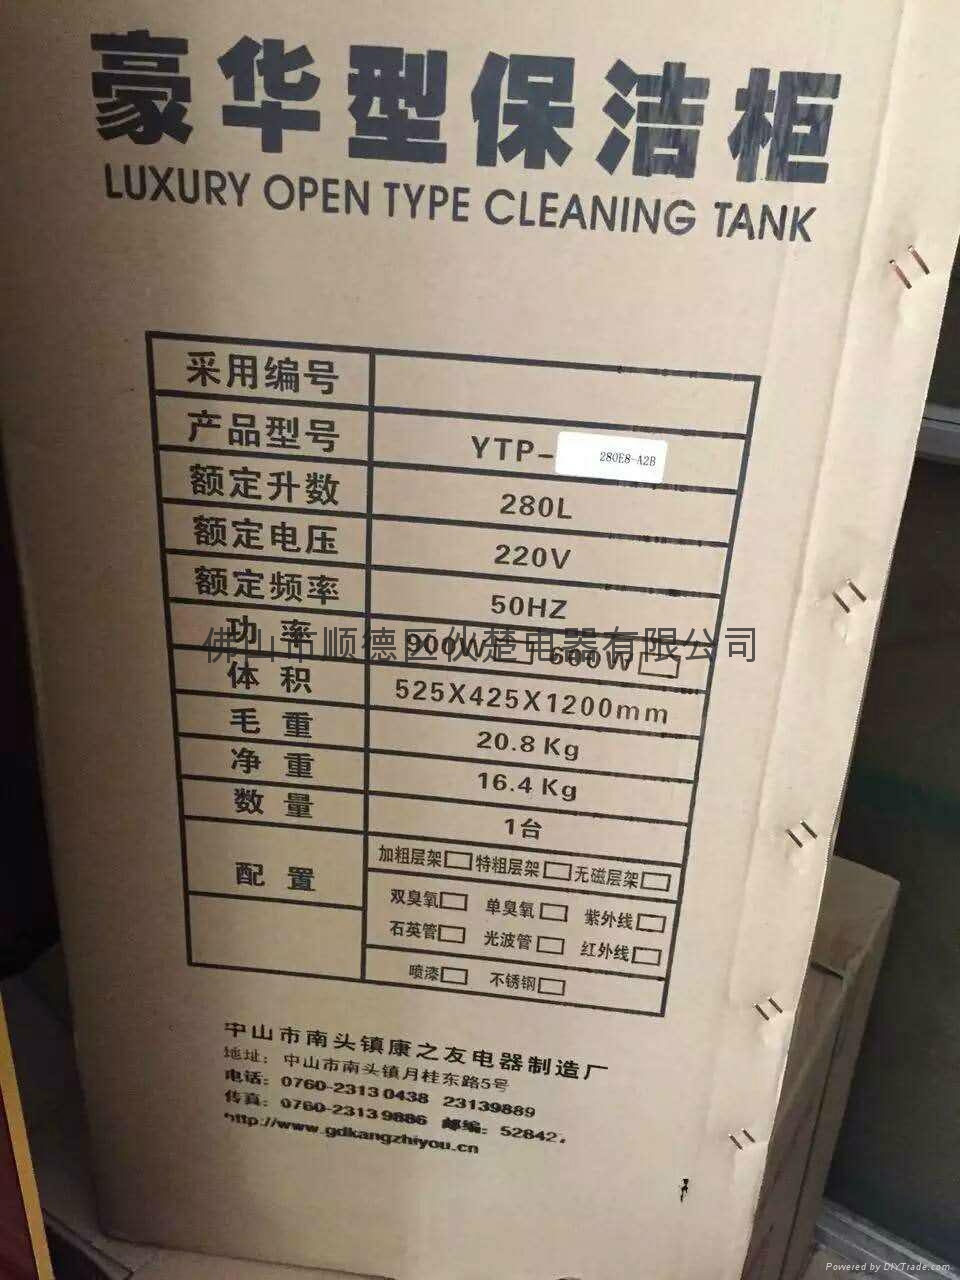 豪华型保洁柜
LUXURY OPEN TYPE CLEANING TANK
采用编号
产品型号 YTP- 280E8-A2B
额定升数 280L
额定电压 220V
额定频率 50HZ
功率 900W 600W
佛山市顺德区伙楚电器有限公司
体积 525X425X1200mm
毛重 20.8Kg
净重 16.4Kg
数量 1台
配置 加粗层架 特粗层架 无磁层架
双臭氧 单臭氧 紫外线
石英管 光波管 红外线
喷漆 不锈钢
中山市南头镇康之友电器制造厂
地址：中山市南头镇月桂东路5号
电话：0760-23130438 23139889
传真：0760-23139886 邮编：52842
http://www.gdkangzhiyou.cn
Powered by DIYTrade.com